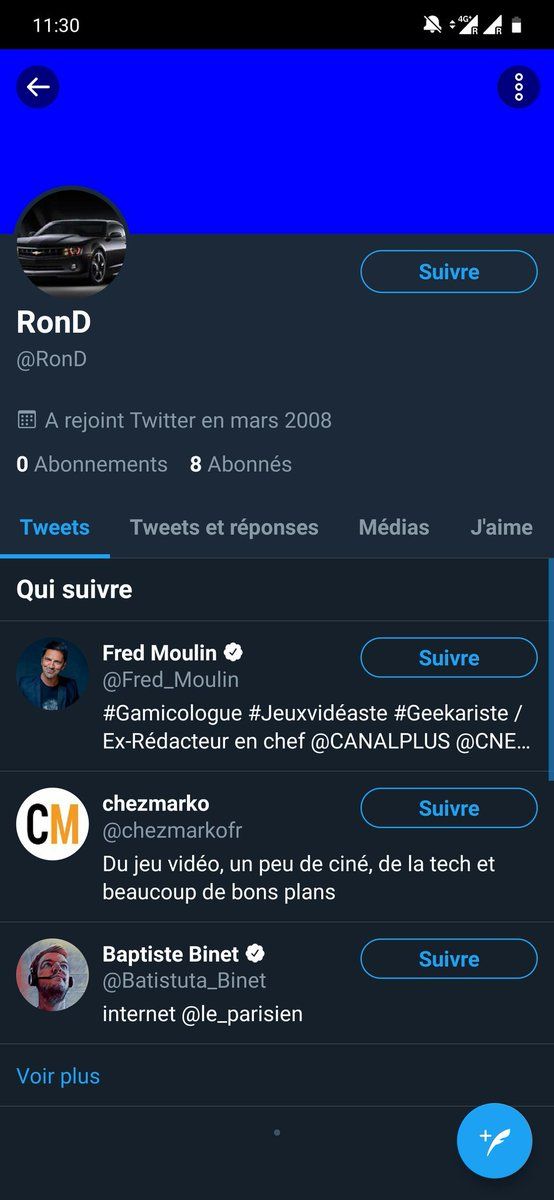 11:30
4G+
R
R
Suivre
RonD
@RonD
A rejoint Twitter en mars 2008
0 Abonnements 8 Abonnés
Tweets Tweets et réponses Médias J'aime
Qui suivre
Fred Moulin
Suivre
@Fred_Moulin
#Gamicologue #Jeuxvidéaste #Geekariste /
Ex-Rédacteur en chef @CANALPLUS @CNE...
CM
chezmarko
Suivre
@chezmarkofr
Du jeu vidéo, un peu de ciné, de la tech et
beaucoup de bons plans
Baptiste Binet
Suivre
@Batistuta_Binet
internet @le_parisien
Voir plus